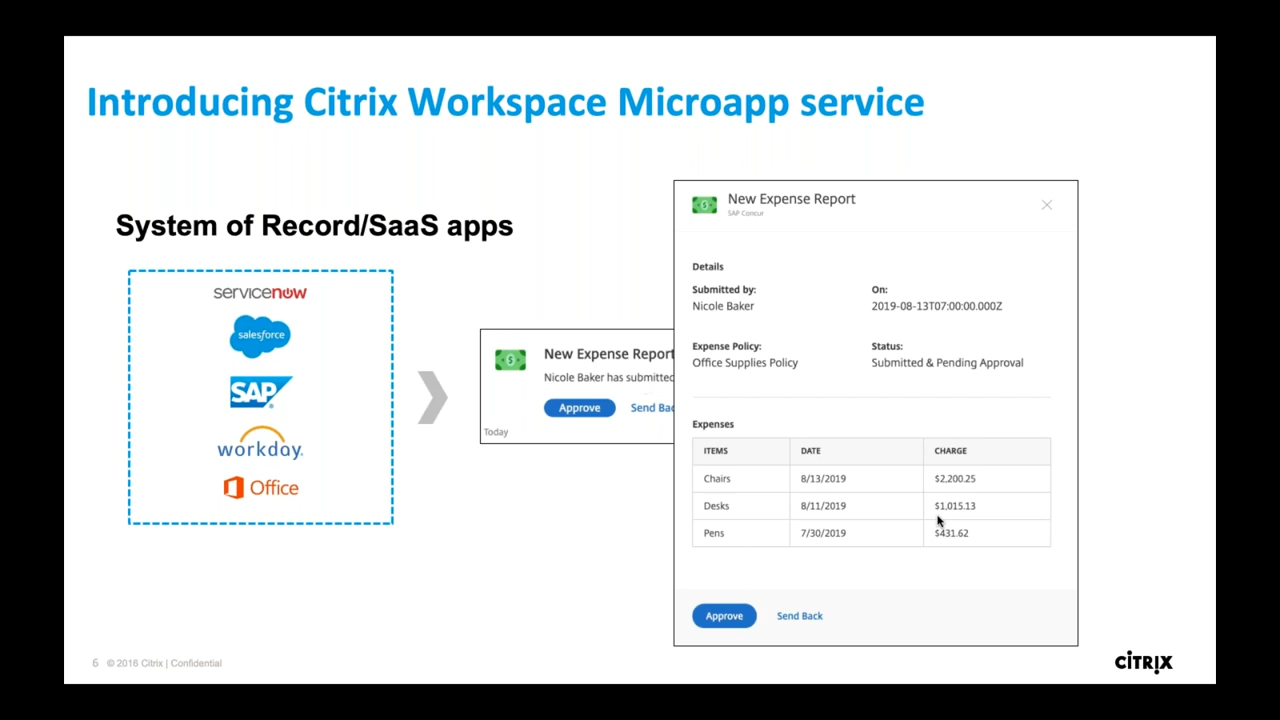 Introducing Citrix Workspace Microapp service
System of Record/SaaS apps
servicenow
salesforce
SAP®
workday.
Office
New Expense Report
Nicole Baker has submitted
Approve Send Bac
Today
New Expense Report
SAP Concur
Details
Submitted by: On:
Nicole Baker 2019-08-13T07:00:00.000Z
Expense Policy: Status:
Office Supplies Policy Submitted & Pending Approval
Expenses
ITEMS DATE CHARGE
Chairs 8/13/2019 $2,200.25
Desks 8/11/2019 $1,015.13
Pens 7/30/2019 $431.62
Approve Send Back
6 © 2016 Citrix | Confidential
CITRIX